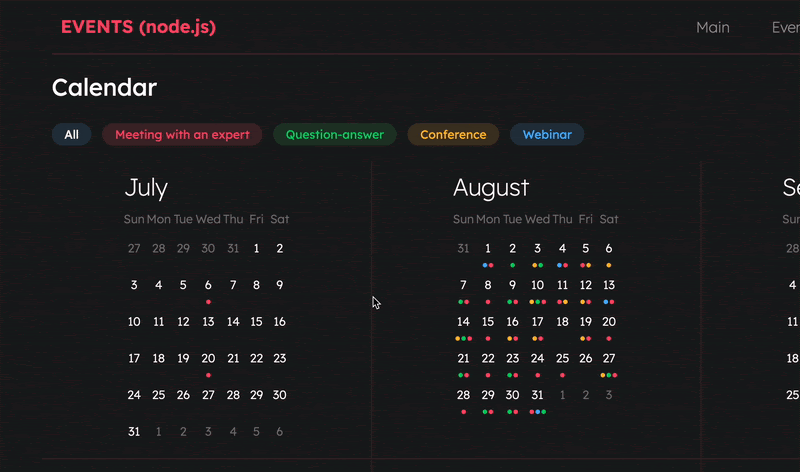 EVENTS (node.js)
Main
Calendar
All
Meeting with an expert
Question-answer
Conference
Webinar
July
Sun Mon Tue Wed Thu Fri Sat
27 28 29 30 31 1 2
3 4 5 6 7 8 9
10 11 12 13 14 15 16
17 18 19 20 21 22 23
24 25 26 27 28 29 30
31 1 2 3 4 5 6
August
Sun Mon Tue Wed Thu Fri Sat
31 1 2 3 4 5 6
7 8 9 10 11 12 13
14 15 16 17 18 19 20
21 22 23 24 25 26 27
28 29 30 31 1 2 3
28
4
11
18
25